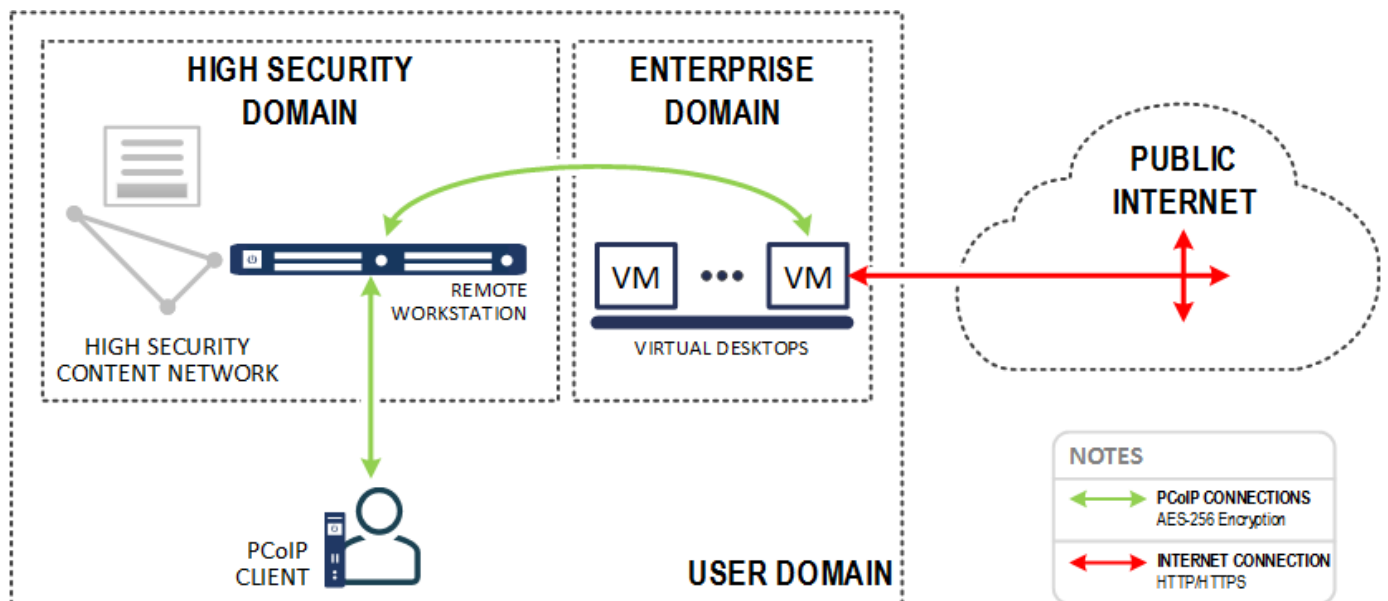 HIGH SECURITY
DOMAIN
ENTERPRISE
DOMAIN
PUBLIC
INTERNET
REMOTE
WORKSTATION
VM
VM
VIRTUAL DESKTOPS
HIGH SECURITY
CONTENT NETWORK
PCoIP
CLIENT
USER DOMAIN
NOTES
PCoIP CONNECTIONS
AES-256 Encryption
INTERNET CONNECTION
HTTP/HTTPS